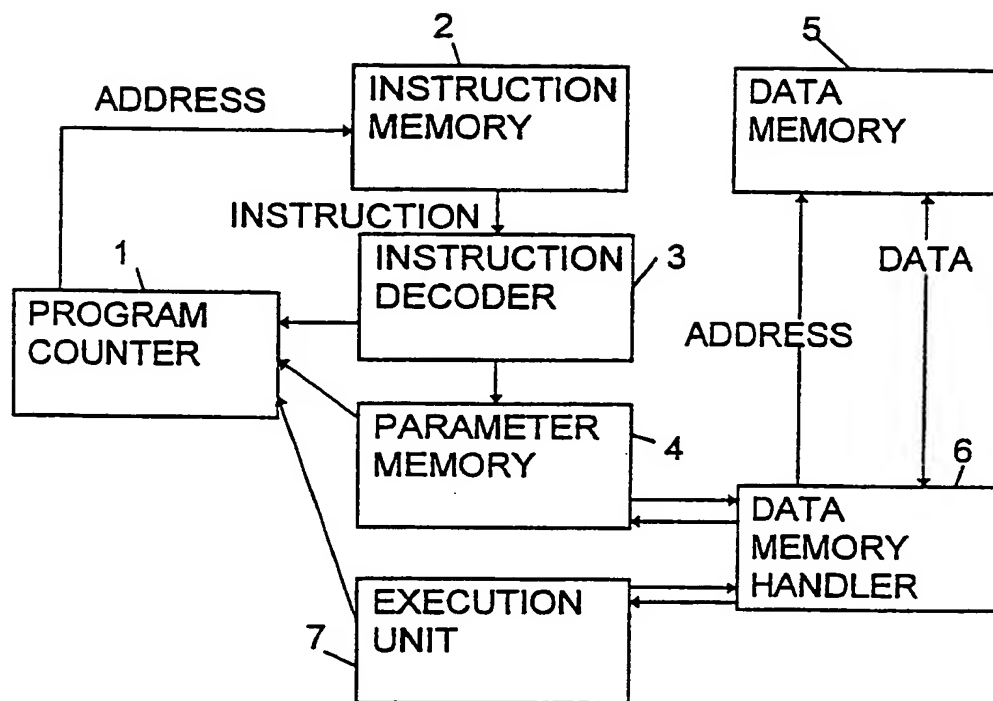 2
5
INSTRUCTION
MEMORY
DATA
MEMORY
ADDRESS
INSTRUCTION
1
INSTRUCTION
DECODER
3
DATA
PROGRAM
COUNTER
ADDRESS
PARAMETER
MEMORY
4
6
DATA
MEMORY
HANDLER
EXECUTION
UNIT
7